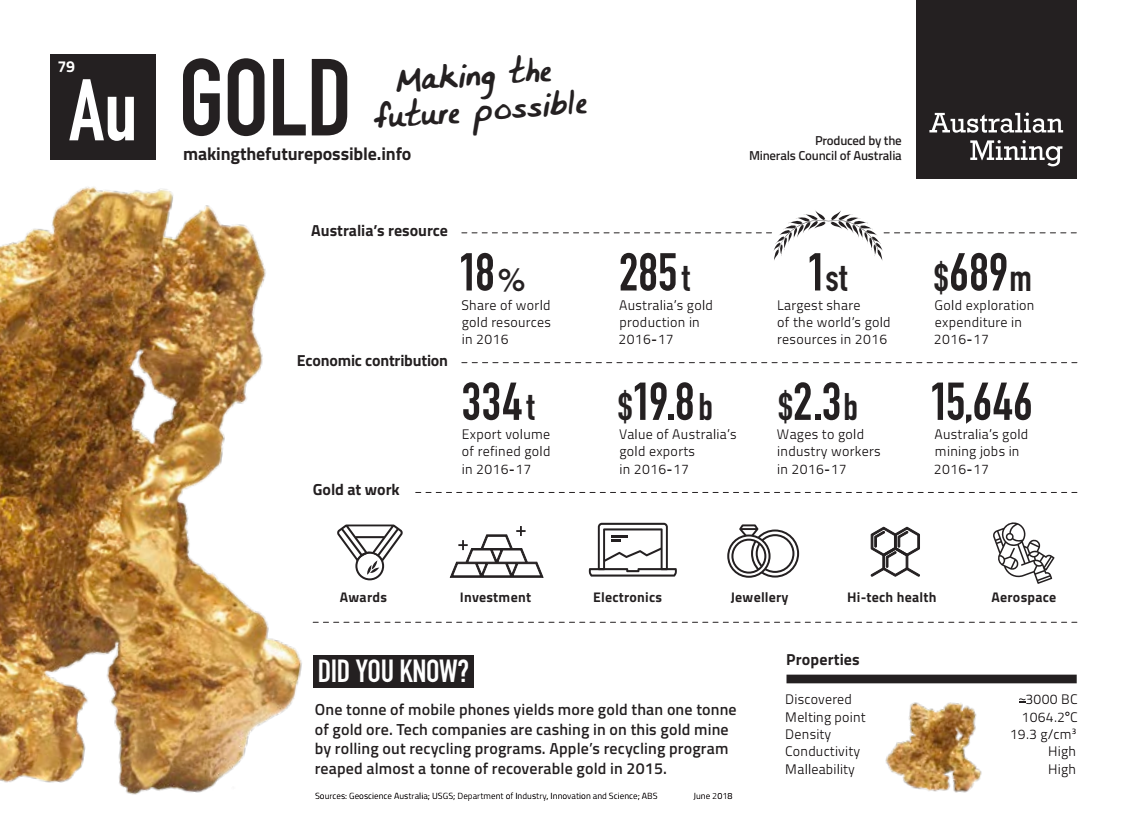 79
Au
GOLD
Making the
future possible
makingthefuturepossible.info
Produced by the
Minerals Council of Australia
Australian
Mining
Australia's resource
18%
Share of world
gold resources
in 2016
285t
Australia's gold
production in
2016-17
1st
Largest share
of the world's gold
resources in 2016
$689m
Gold exploration
expenditure in
2016-17
Economic contribution
334t
Export volume
of refined gold
in 2016-17
$19.8b
Value of Australia's
gold exports
in 2016-17
$2.3b
Wages to gold
industry workers
in 2016-17
15,646
Australia's gold
mining jobs in
2016-17
Gold at work
Awards
Investment
Electronics
Jewellery
Hi-tech health
Aerospace
DID YOU KNOW?
One tonne of mobile phones yields more gold than one tonne
of gold ore. Tech companies are cashing in on this gold mine
by rolling out recycling programs. Apple's recycling program
reaped almost a tonne of recoverable gold in 2015.
Sources: Geoscience Australia; USGS; Department of Industry, Innovation and Science; ABS June 2018
Properties
Discovered ≃3000 BC
Melting point 1064.2°C
Density 19.3 g/cm³
Conductivity High
Malleability High